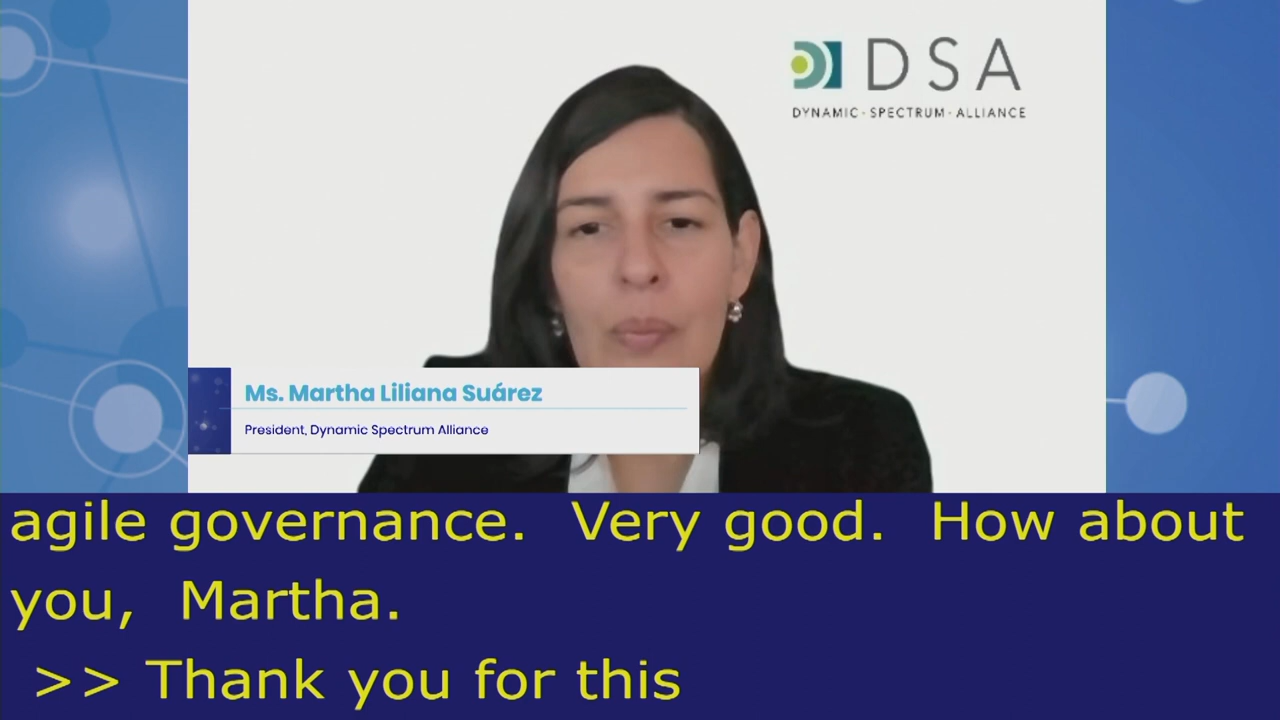 DSA
DYNAMIC·SPECTRUM·ALLIANCE
Ms. Martha Liliana Suárez
President, Dynamic Spectrum Alliance
agile governance. Very good. How about
you, Martha.
>> Thank you for this